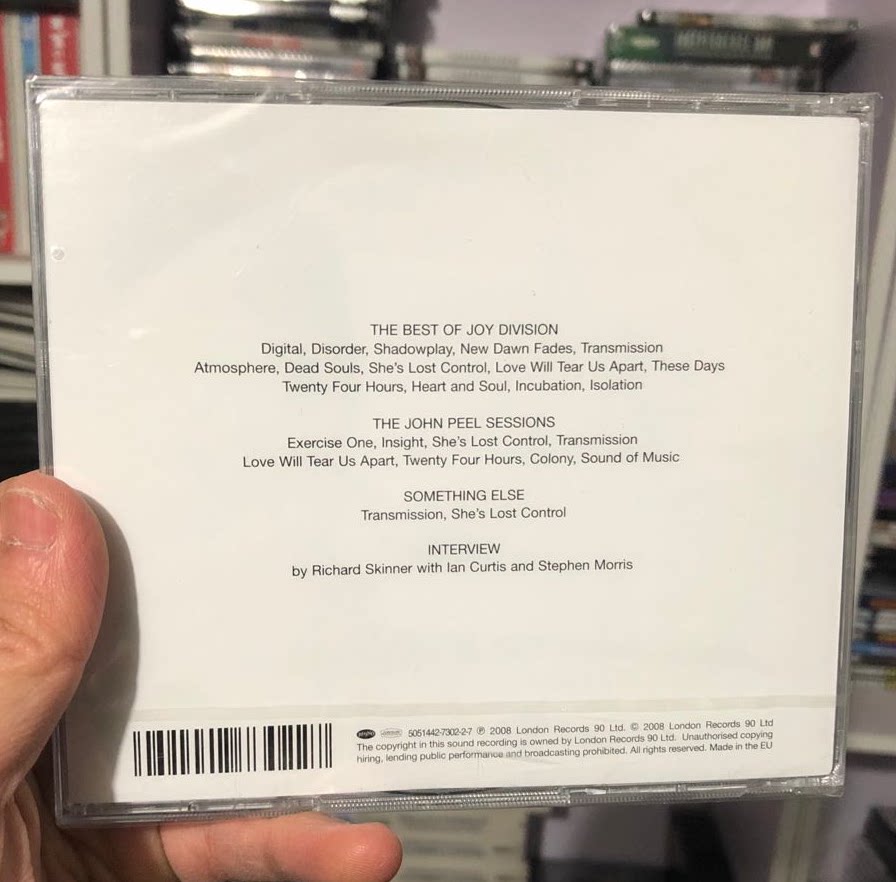 THE BEST OF JOY DIVISION
Digital, Disorder, Shadowplay, New Dawn Fades, Transmission
Atmosphere, Dead Souls, She's Lost Control, Love Will Tear Us Apart, These Days
Twenty Four Hours, Heart and Soul, Incubation, Isolation
THE JOHN PEEL SESSIONS
Exercise One, Insight, She's Lost Control, Transmission
Love Will Tear Us Apart, Twenty Four Hours, Colony, Sound of Music
SOMETHING ELSE
Transmission, She's Lost Control
INTERVIEW
by Richard Skinner with Ian Curtis and Stephen Morris
5051442-7302-2-7 ℗ 2008 London Records 90 Ltd. © 2008 London Records 90 Ltd
The copyright in this sound recording is owned by London Records 90 Ltd. Unauthorised copying
hiring, lending public performance and broadcasting prohibited. All rights reserved. Made in the EU